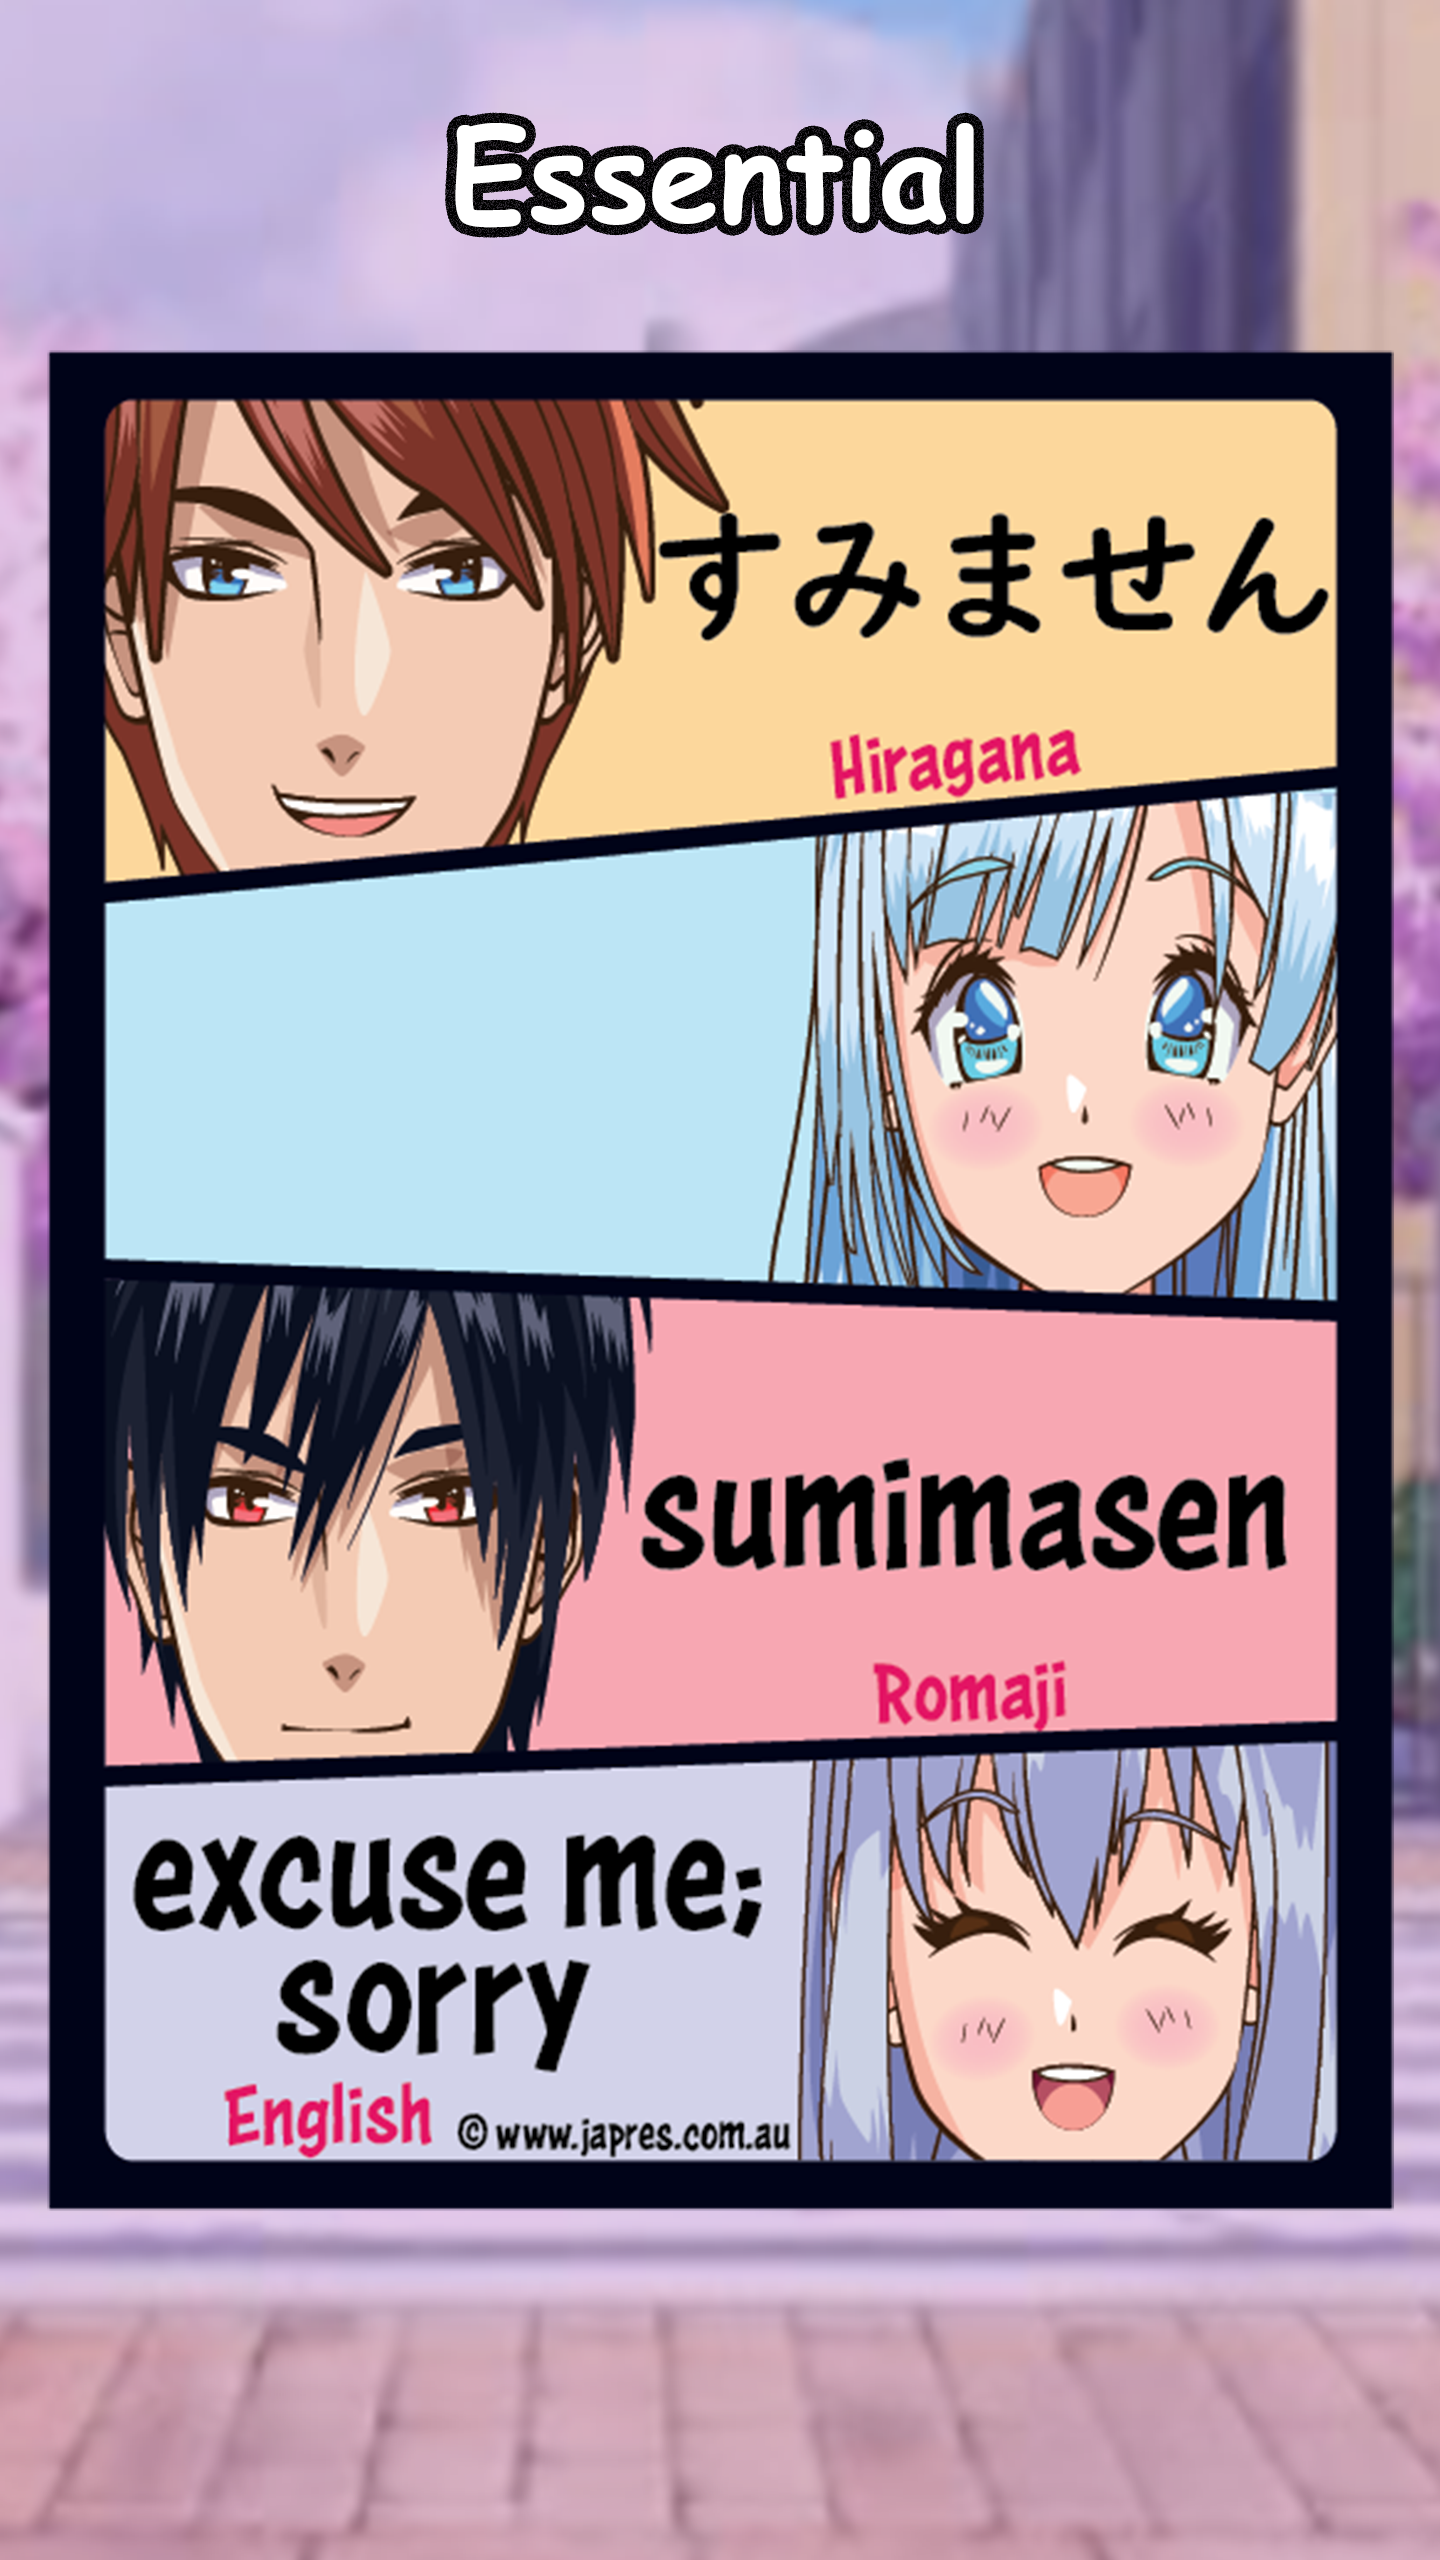 Essential
すみません
Hiragana
sumimasen
Romaji
excuse me;
sorry
English
© www.japres.com.au